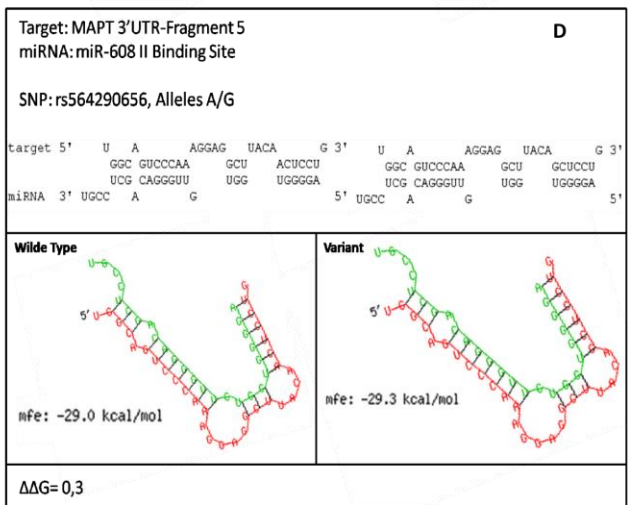 Target: MAPT 3’UTR-Fragment 5
D
miRNA: miR-608 II Binding Site
SNP: rs564290656, Alleles A/G
target 5' U A AGGAG UACA G 3' U A AGGAG UACA G 3'
GGC GUCCCAA GCU ACUCCU GGC GUCCCAA GCU GCUCCU
UCG CAGGGUU UGG UGGGGA UCG CAGGGUU UGG UGGGGA
miRNA 3' UGCC A G 5' UGCC A G 5'
Wilde Type
Variant
5'
5'
mfe: -29.0 kcal/mol
mfe: -29.3 kcal/mol
ΔΔG= 0,3